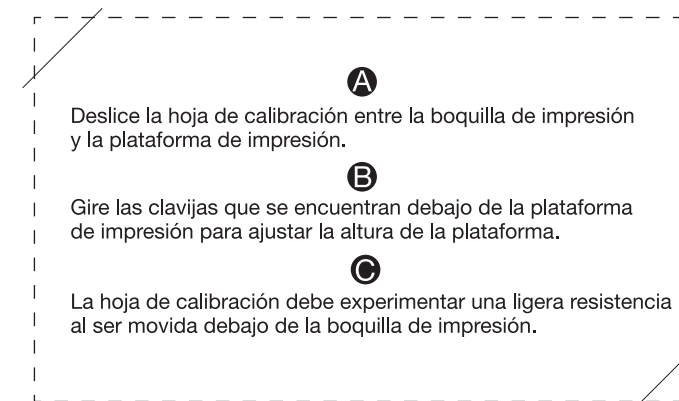 A
Deslice la hoja de calibración entre la boquilla de impresión
y la plataforma de impresión.
B
Gire las clavijas que se encuentran debajo de la plataforma
de impresión para ajustar la altura de la plataforma.
C
La hoja de calibración debe experimentar una ligera resistencia
al ser movida debajo de la boquilla de impresión.